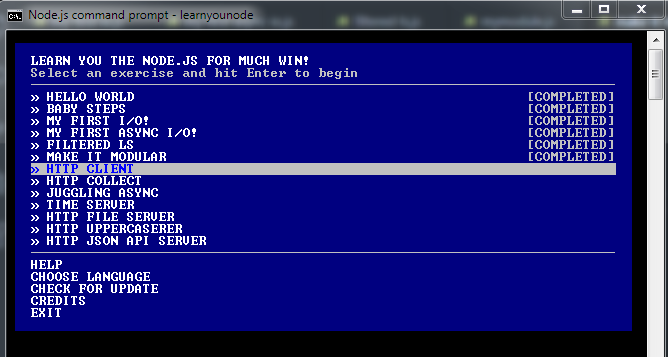 Node.js command prompt - learnyounode
LEARN YOU THE NODE.JS FOR MUCH WIN!
Select an exercise and hit Enter to begin
» HELLO WORLD [COMPLETED]
» BABY STEPS [COMPLETED]
» MY FIRST I/O! [COMPLETED]
» MY FIRST ASYNC I/O! [COMPLETED]
» FILTERED LS [COMPLETED]
» MAKE IT MODULAR [COMPLETED]
» HTTP CLIENT
» HTTP COLLECT
» JUGGLING ASYNC
» TIME SERVER
» HTTP FILE SERVER
» HTTP UPPERCASERER
» HTTP JSON API SERVER
HELP
CHOOSE LANGUAGE
CHECK FOR UPDATE
CREDITS
EXIT